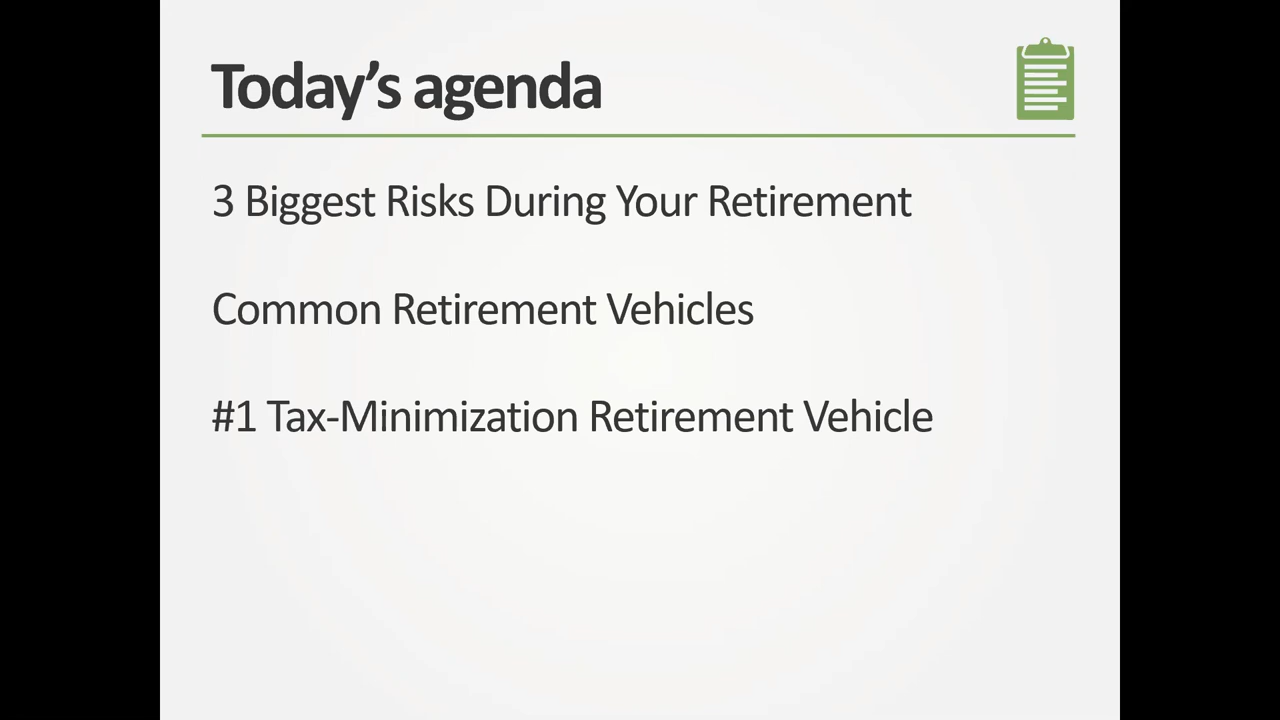 Today’s agenda
3 Biggest Risks During Your Retirement
Common Retirement Vehicles
#1 Tax-Minimization Retirement Vehicle